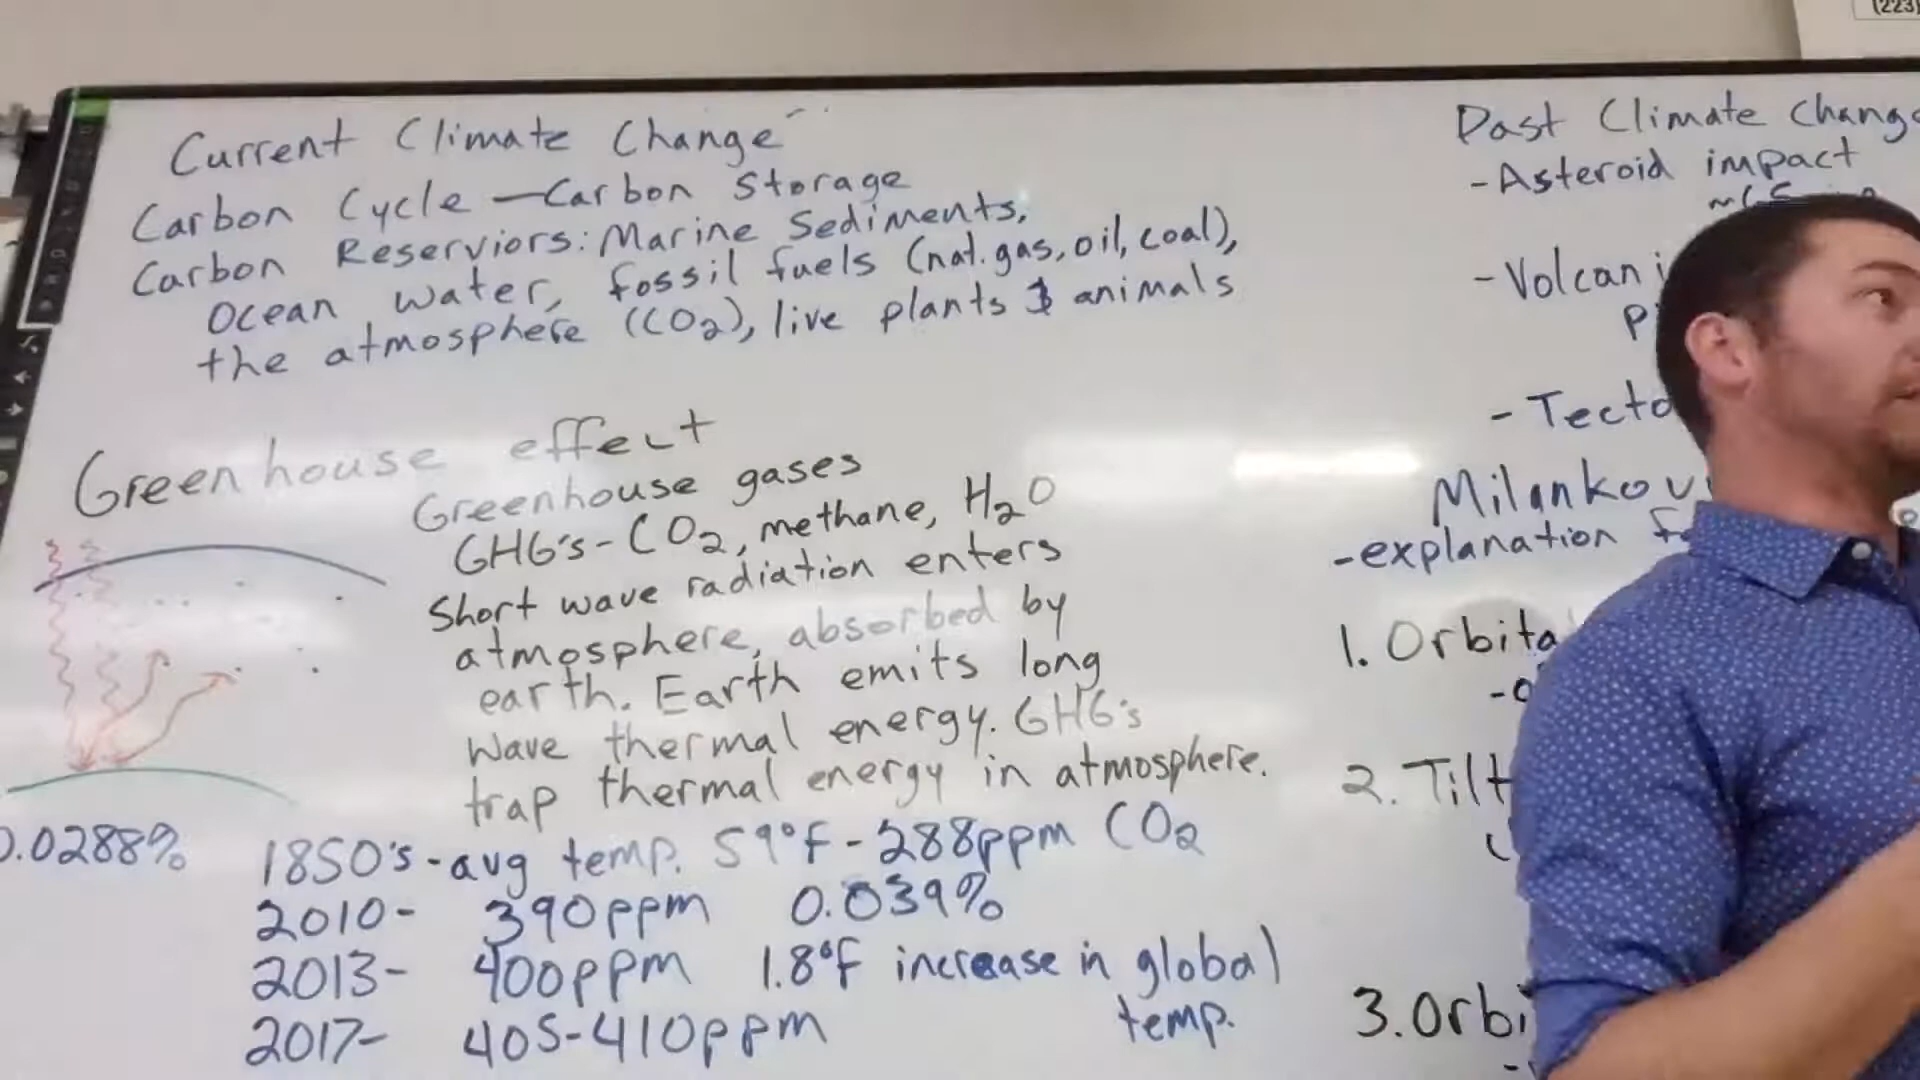 (223)
Current Climate Change
Carbon Cycle – Carbon Storage
Carbon Reserviors: Marine Sediments,
Ocean water, fossil fuels (nat. gas, oil, coal),
the atmosphere (CO2), live plants & animals
Greenhouse effect
Greenhouse gases
GHG's - CO2, methane, H2O
Short wave radiation enters
atmosphere, absorbed by
earth. Earth emits long
wave thermal energy. GHG's
trap thermal energy in atmosphere.
0.0288% 1850's - avg temp. 59°F - 288ppm CO2
2010 - 390ppm 0.039%
2013 - 400ppm 1.8°F increase in global
temp.
2017 - 405-410ppm
Past Climate Chang
- Asteroid impact
- Volcani
- Tecto
Milankov
- explanation f
1. Orbita
2. Tilt
3. Orbi